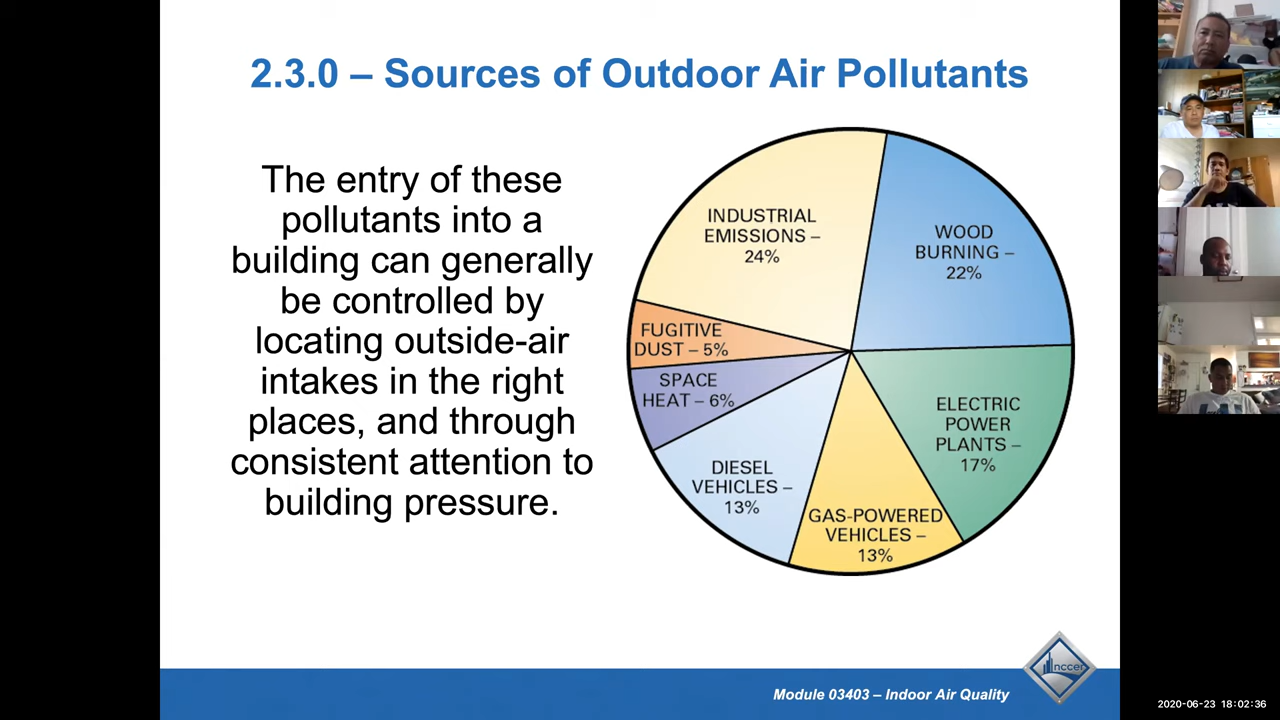 2.3.0 – Sources of Outdoor Air Pollutants
The entry of these
pollutants into a
building can generally
be controlled by
locating outside-air
intakes in the right
places, and through
consistent attention to
building pressure.
INDUSTRIAL
EMISSIONS –
24%
WOOD
BURNING –
22%
FUGITIVE
DUST – 5%
SPACE
HEAT – 6%
ELECTRIC
POWER
PLANTS –
17%
DIESEL
VEHICLES –
13%
GAS-POWERED
VEHICLES –
13%
nccer
Module 03403 – Indoor Air Quality
2020-06-23 18:02:36